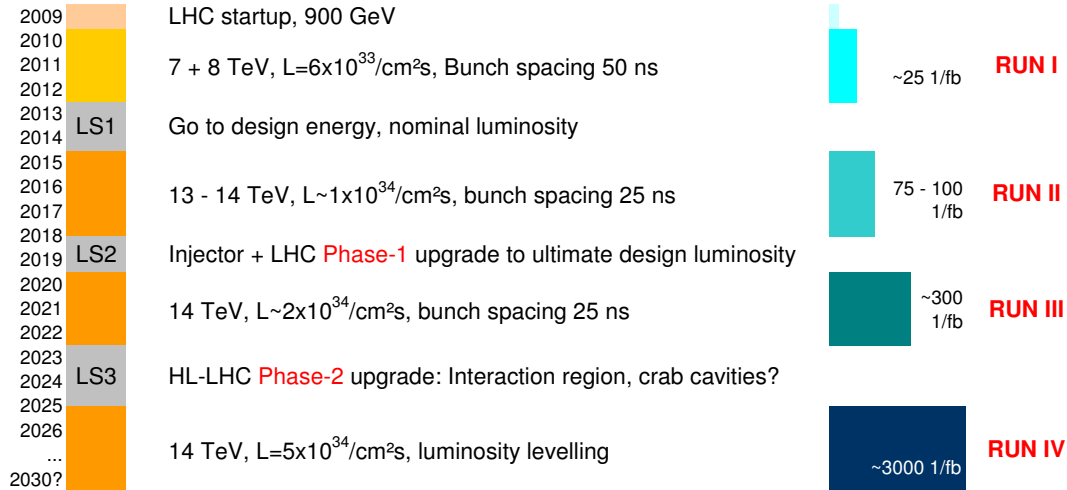 2009 LHC startup, 900 GeV
2010
2011 7 + 8 TeV, L=6x10³³/cm²s, Bunch spacing 50 ns ~25 1/fb RUN I
2012
2013
LS1 Go to design energy, nominal luminosity
2014
2015
2016 13 - 14 TeV, L~1x10³⁴/cm²s, bunch spacing 25 ns 75 - 100 RUN II
2017 1/fb
2018
LS2 Injector + LHC Phase-1 upgrade to ultimate design luminosity
2019
2020
2021 14 TeV, L~2x10³⁴/cm²s, bunch spacing 25 ns ~300 RUN III
2022 1/fb
2023
2024 LS3 HL-LHC Phase-2 upgrade: Interaction region, crab cavities?
2025
2026
... 14 TeV, L=5x10³⁴/cm²s, luminosity levelling ~3000 1/fb RUN IV
2030?